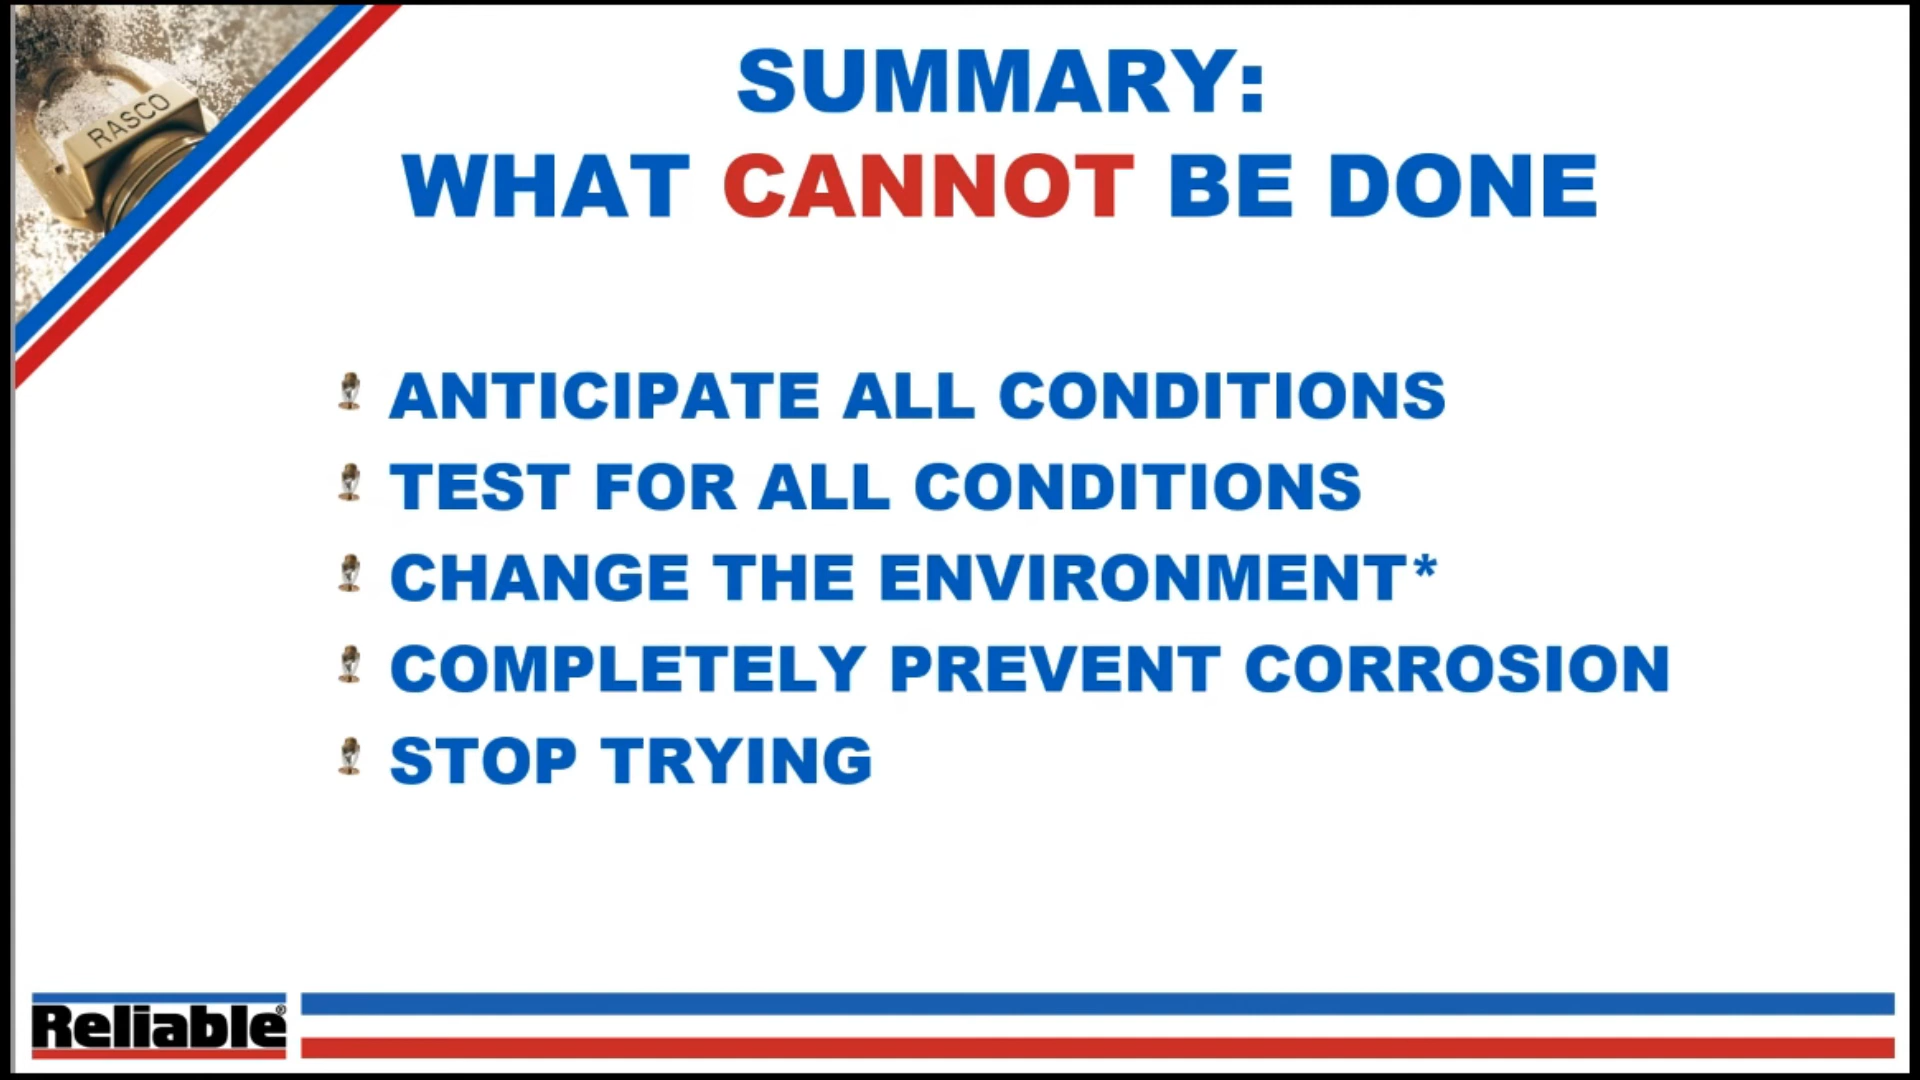 RASCO
SUMMARY:
WHAT CANNOT BE DONE
ANTICIPATE ALL CONDITIONS
TEST FOR ALL CONDITIONS
CHANGE THE ENVIRONMENT*
COMPLETELY PREVENT CORROSION
STOP TRYING
Reliable®